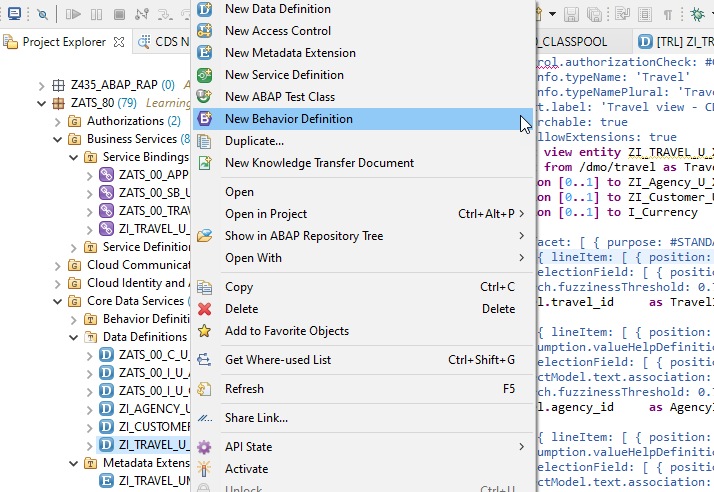 Project Explorer
CDS N
Z435_ABAP_RAP (0)
ZATS_80 (79) Learning
Authorizations (2)
Business Services (8
Service Bindings
ZATS_00_APP
ZATS_00_SB_U
ZATS_00_TRAV
ZI_TRAVEL_U_
Service Definition
Cloud Communicat
Cloud Identity and A
Core Data Services (
Behavior Definition
Data Definitions
ZATS_00_C_U_
ZATS_00_I_U_A
ZATS_00_I_U_C
ZI_AGENCY_U
ZI_CUSTOMER
ZI_TRAVEL_U_
Metadata Extens
ZI_TRAVEL_UN
New Data Definition
New Access Control
New Metadata Extension
New Service Definition
New ABAP Test Class
New Behavior Definition
Duplicate...
New Knowledge Transfer Document
Open
Open in Project Ctrl+Alt+P
Show in ABAP Repository Tree
Open With
Copy Ctrl+C
Delete Delete
Add to Favorite Objects
Get Where-used List Ctrl+Shift+G
Refresh F5
Share Link...
API State
Activate
Unlock Ctrl+U
0_CLASSPOOL
[TRL] ZI_T
rol.authorizationCheck: #
nfo.typeName: 'Travel'
nfo.typeNamePlural: 'Trave
t.label: 'Travel view - C
rchable: true
llowExtensions: true
view entity ZI_TRAVEL_U_
from /dmo/travel as Trave
on [0..1] to ZI_Agency_U_
on [0..1] to ZI_Customer_U
on [0..1] to I_Currency
acet: [ { purpose: #STANDA
{ lineItem: [ { position:
electionField: [ { positi
ch.fuzzinessThreshold: 0.
l.travel_id as Travel
{ lineItem: [ { position:
umption.valueHelpDefiniti
electionField: [ { positi
ctModel.text.association:
ch.fuzzinessThreshold: 0.
l.agency_id as Agency
{ lineItem: [ { position:
umption.valueHelpDefiniti
electionField: [ { positi
ctModel.text.association: